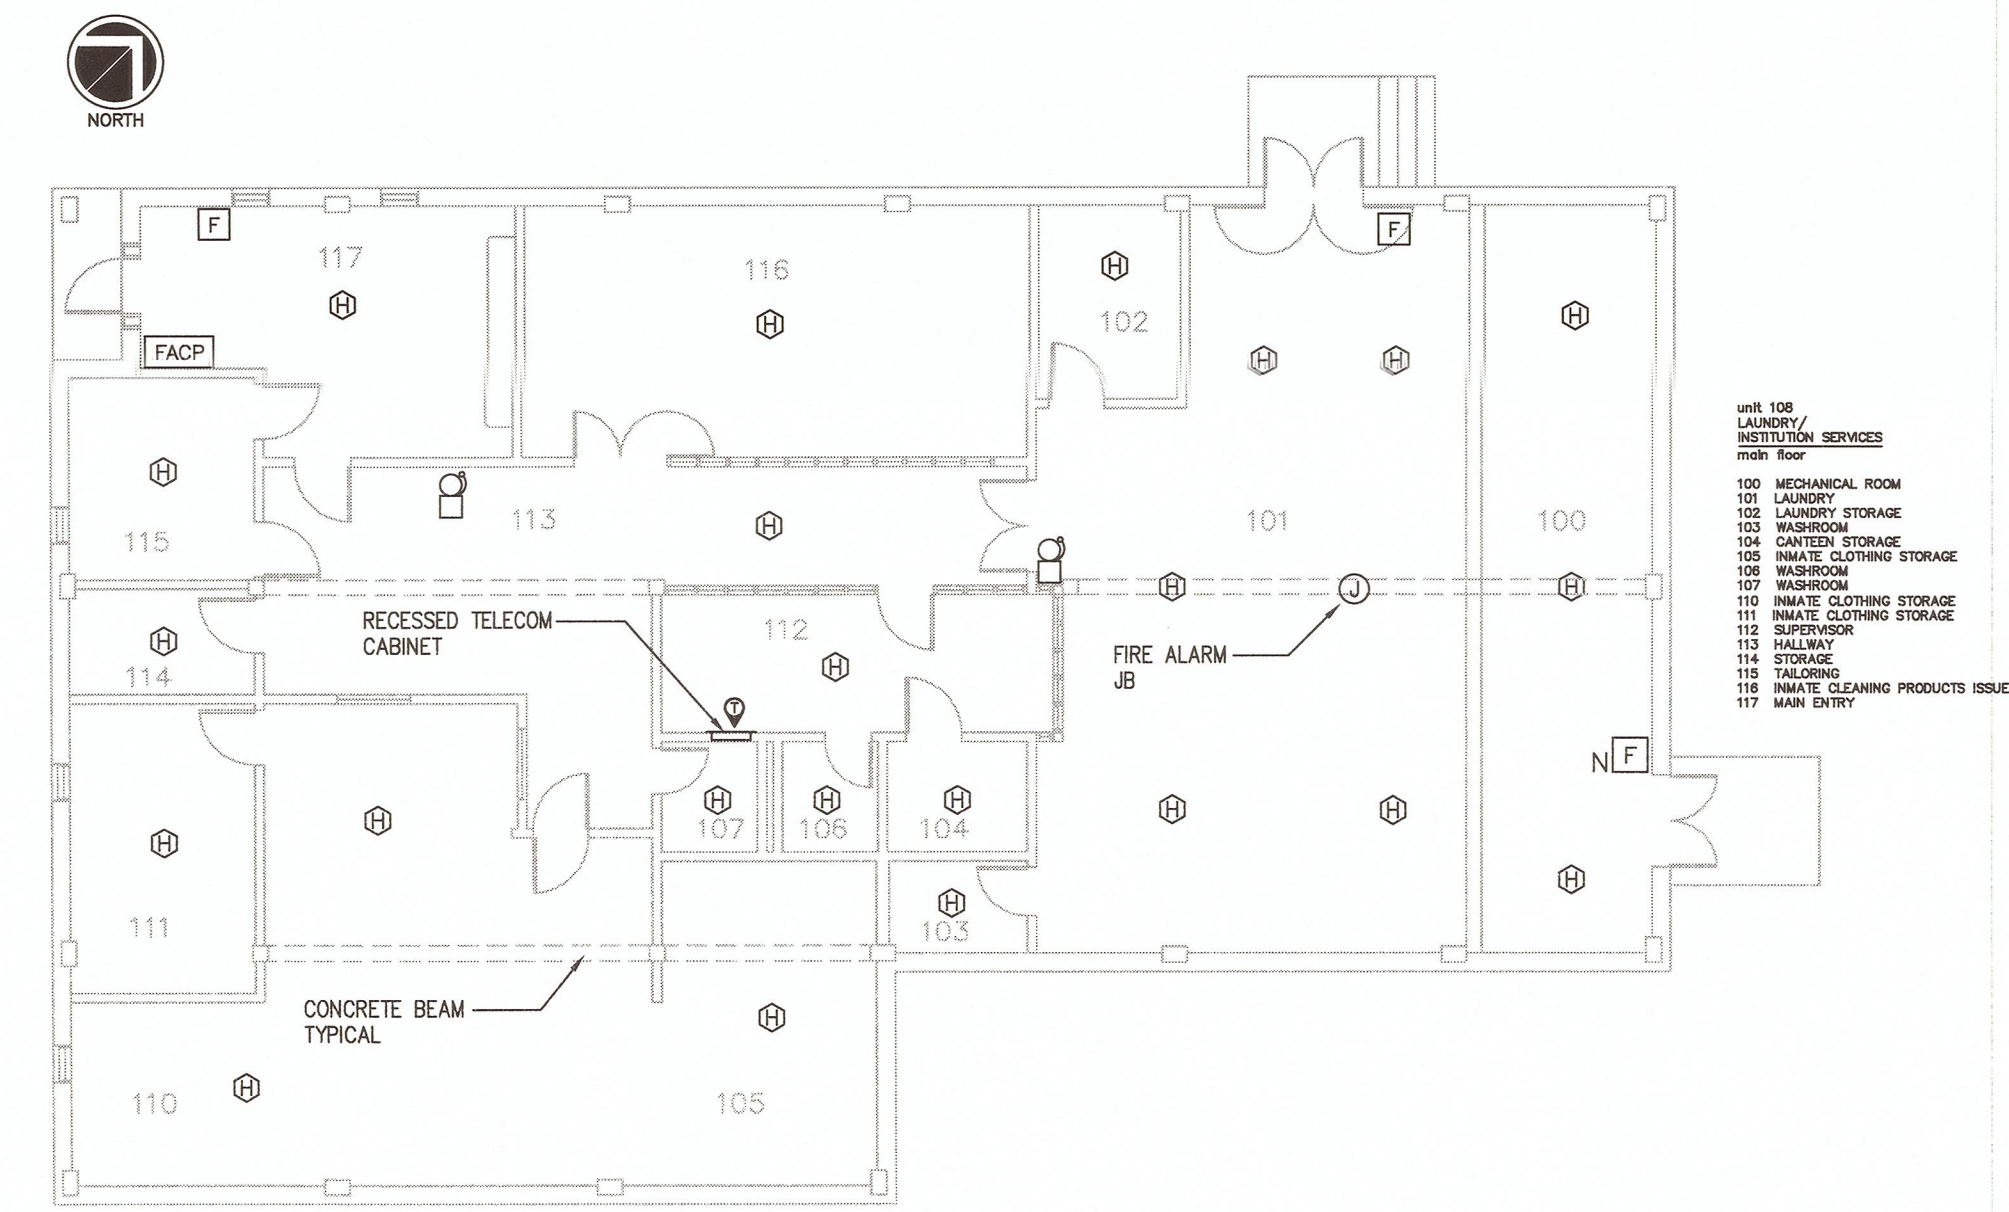 NORTH
F
117
H
FACP
116
H
102
H
F
H
H
H
115
H
113
H
101
100
114
H
RECESSED TELECOM
CABINET
112
H
T
H
J
H
FIRE ALARM
JB
N F
111
H
H
107
H
106
H
104
H
103
H
H
H
H
CONCRETE BEAM
TYPICAL
110
H
105
H
unit 108
LAUNDRY/
INSTITUTION SERVICES
main floor
100 MECHANICAL ROOM
101 LAUNDRY
102 LAUNDRY STORAGE
103 WASHROOM
104 CANTEEN STORAGE
105 INMATE CLOTHING STORAGE
106 WASHROOM
107 WASHROOM
110 INMATE CLOTHING STORAGE
111 INMATE CLOTHING STORAGE
112 SUPERVISOR
113 HALLWAY
114 STORAGE
115 TAILORING
116 INMATE CLEANING PRODUCTS ISSUE
117 MAIN ENTRY